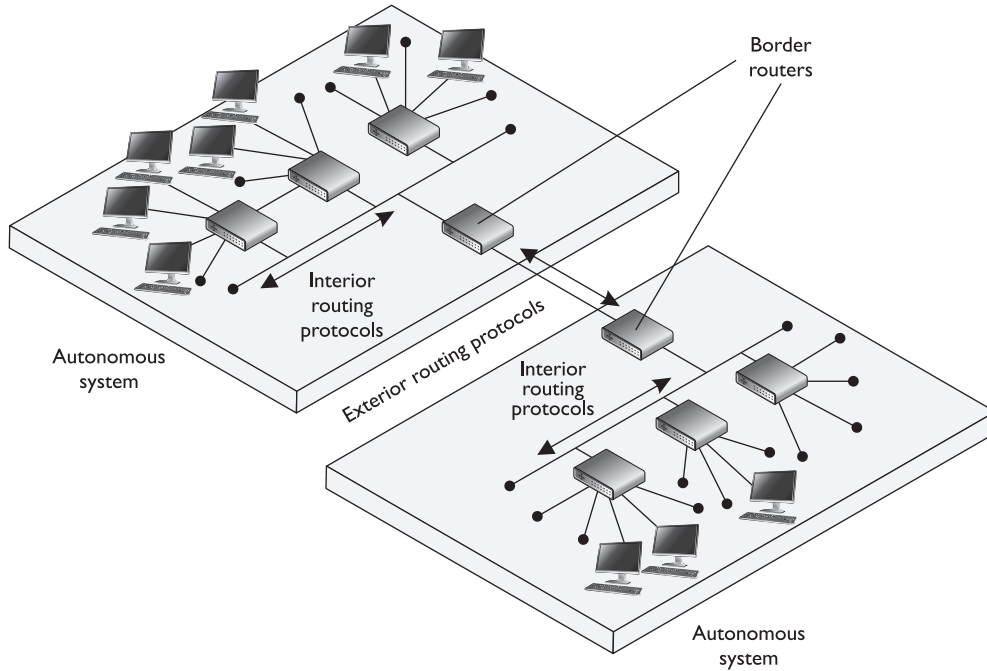 Border
routers
Interior
routing
protocols
Autonomous
system
Exterior routing protocols
Interior
routing
protocols
Autonomous
system